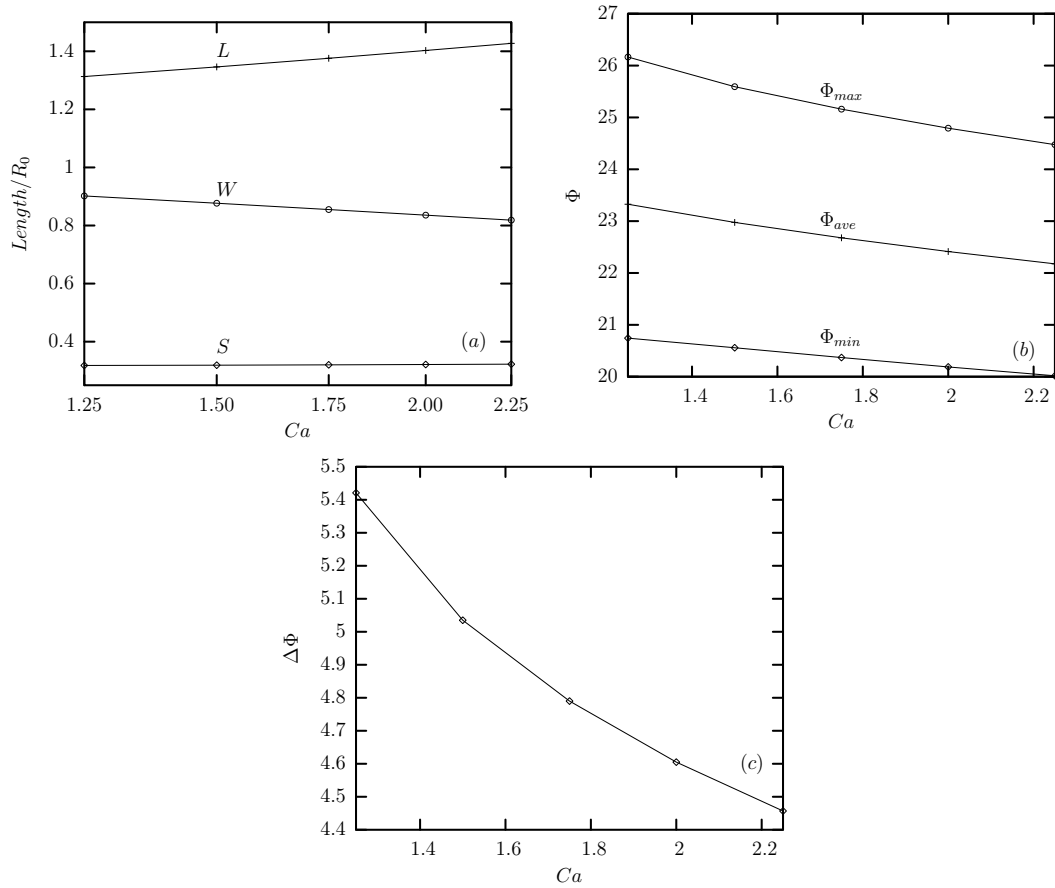 1.4
1.2
1
0.8
0.6
0.4
Length/R₀
L
W
S
(a)
1.25 1.50 1.75 2.00 2.25
Ca
27
26
25
24
23
22
21
20
Φ
Φmax
Φave
Φmin
(b)
1.4 1.6 1.8 2 2.2
Ca
5.5
5.4
5.3
5.2
5.1
5
4.9
4.8
4.7
4.6
4.5
4.4
ΔΦ
(c)
1.4 1.6 1.8 2 2.2
Ca